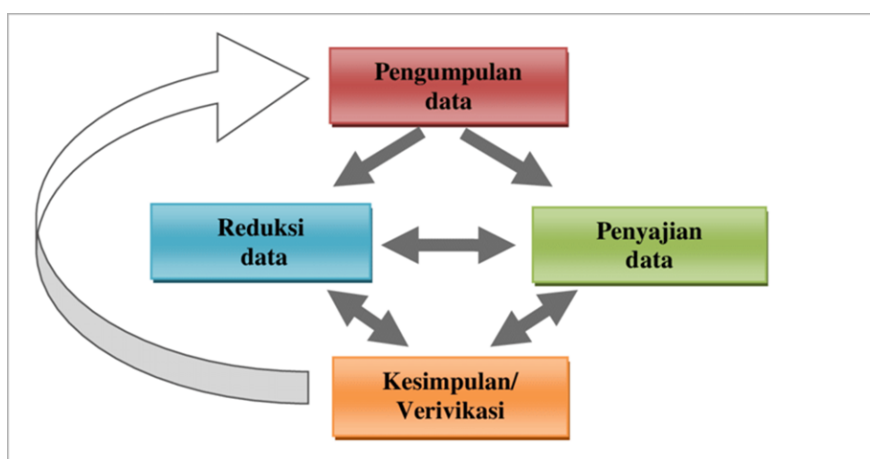 Pengumpulan
data
Reduksi
data
Penyajian
data
Kesimpulan/
Verivikasi